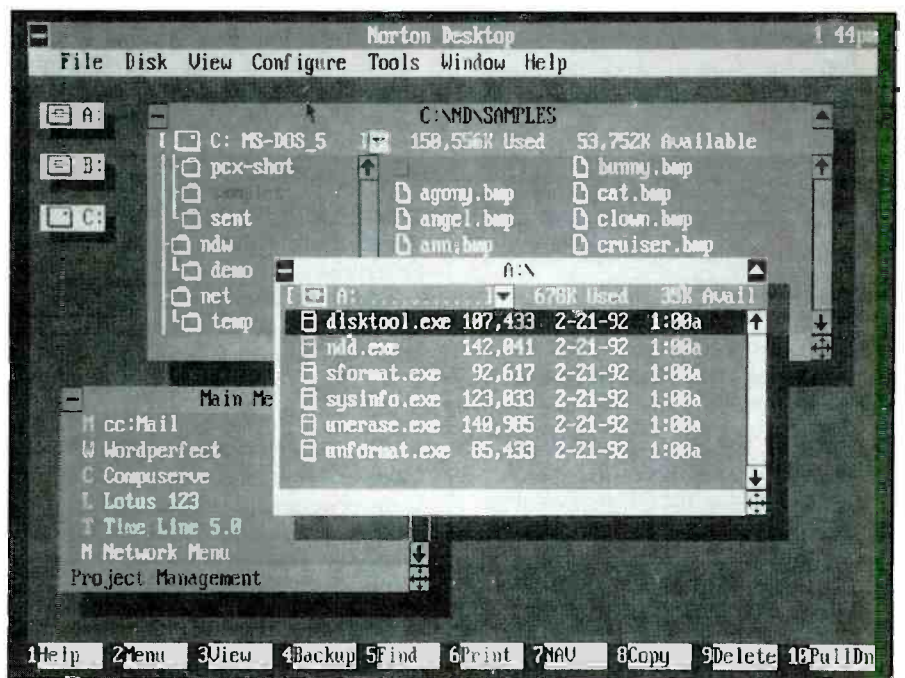 Norton Desktop 1 44pm
File Disk View Configure Tools Window Help
A:
B:
C:
C:\ND\SAMPLES
[ C: MS-DOS_5 ] 150,556K Used 53,752K Available
pcx-shot
sent
ndw
demo
net
temp
agony.bmp
angel.bmp
ann.bmp
bunny.bmp
cat.bmp
clown.bmp
cruiser.bmp
A:\
[ A: ............] 678K Used 35K Avail
disktool.exe 107,433 2-21-92 1:00a
ndd.exe 142,041 2-21-92 1:00a
sformat.exe 92,617 2-21-92 1:00a
sysinfo.exe 123,033 2-21-92 1:00a
unerase.exe 140,985 2-21-92 1:00a
unformat.exe 85,433 2-21-92 1:00a
Main Me
M cc:Mail
W Wordperfect
C Compuserve
L Lotus 123
T Time Line 5.0
N Network Menu
Project Management
1Help 2Menu 3View 4Backup 5Find 6Print 7NAV 8Copy 9Delete 10PullDn